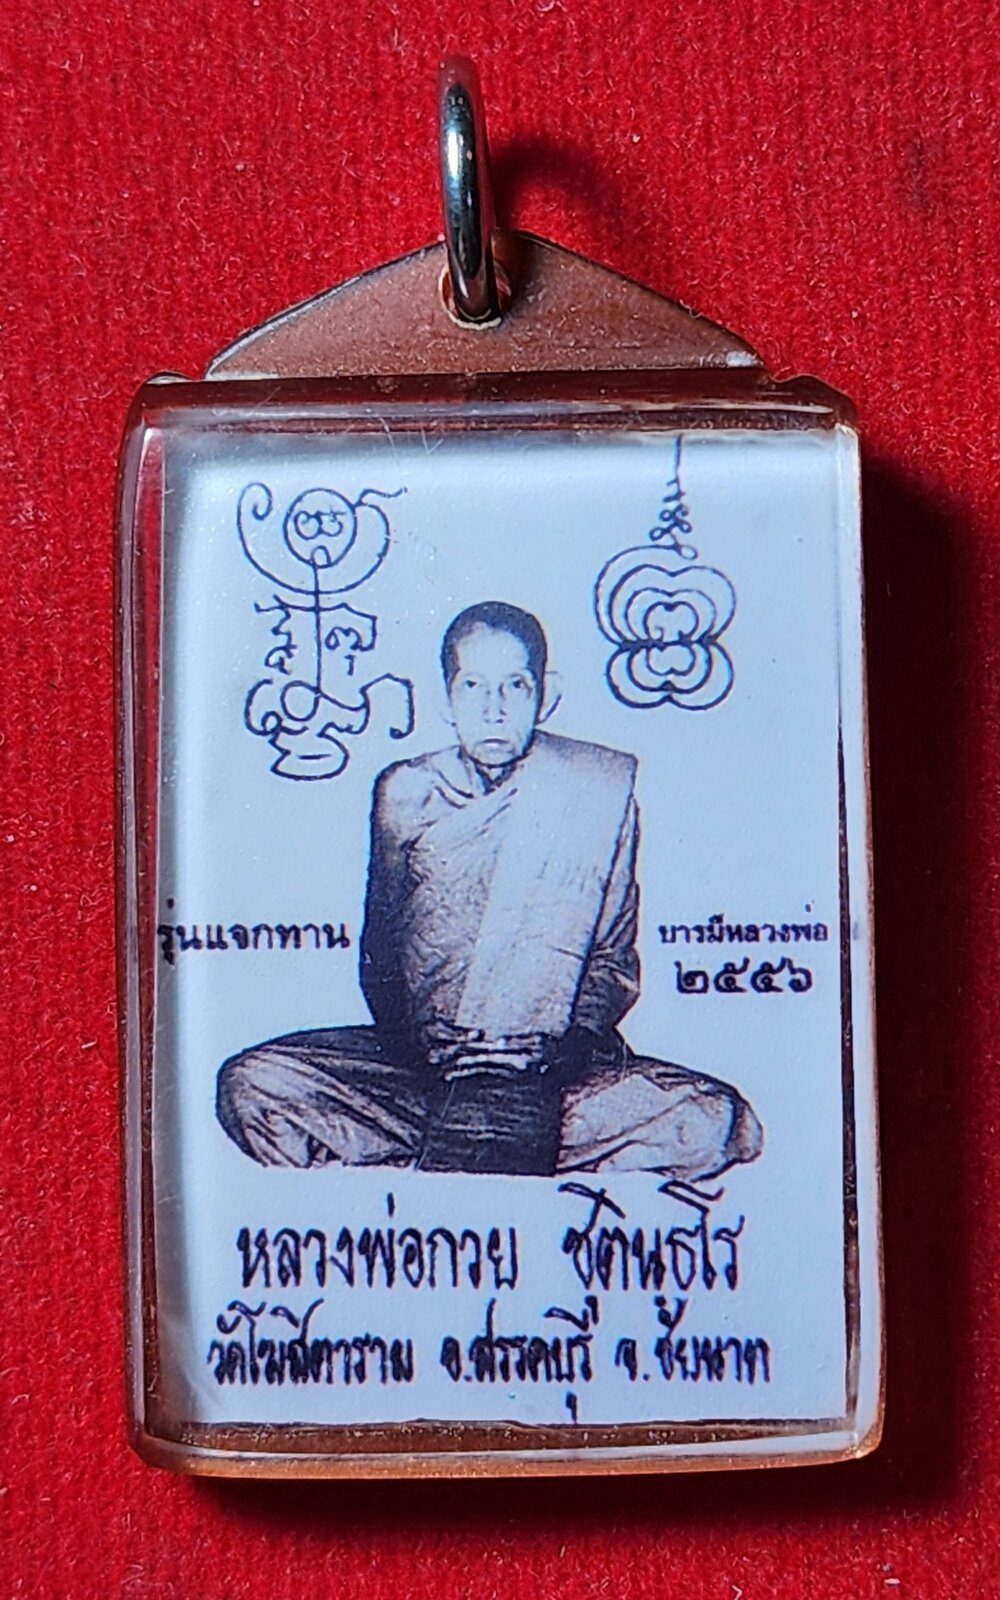 รุ่นแจกทาน
บารมีหลวงพ่อ
๒๕๕๖
หลวงพ่อกวย ชุตินฺธโร
วัดโฆสิตาราม อ.สรรคบุรี จ.ชัยนาท